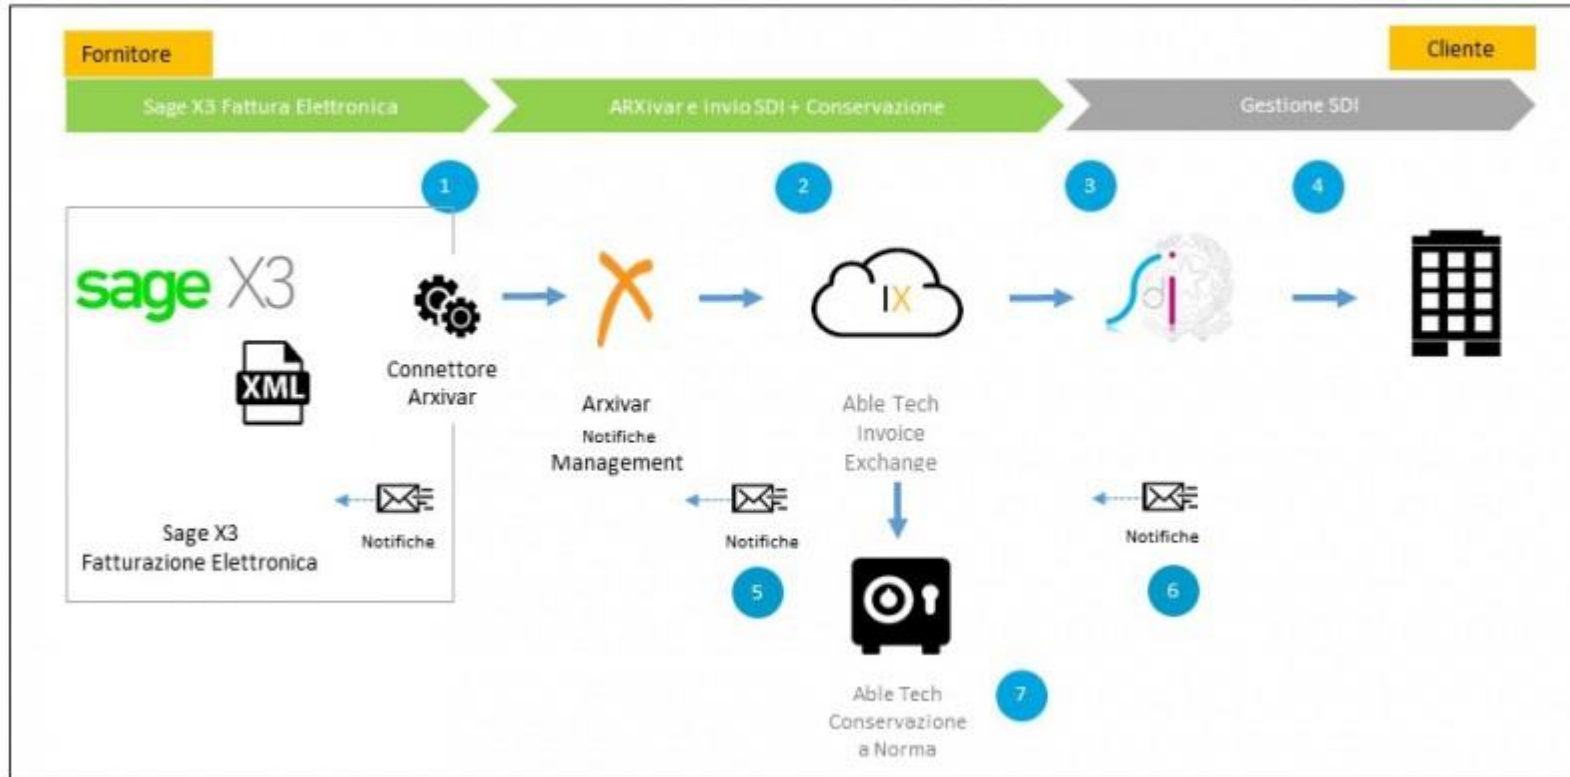 Fornitore
Cliente
Sage X3 Fattura Elettronica
ARXivar e invio SDI + Conservazione
Gestione SDI
1
2
3
4
sage X3
XML
Connettore
Arxivar
Arxivar
Notifiche
Management
IX
Able Tech
Invoice
Exchange
di
Sage X3
Fatturazione Elettronica
Notifiche
Notifiche
5
Notifiche
6
Able Tech
Conservazione
a Norma
7